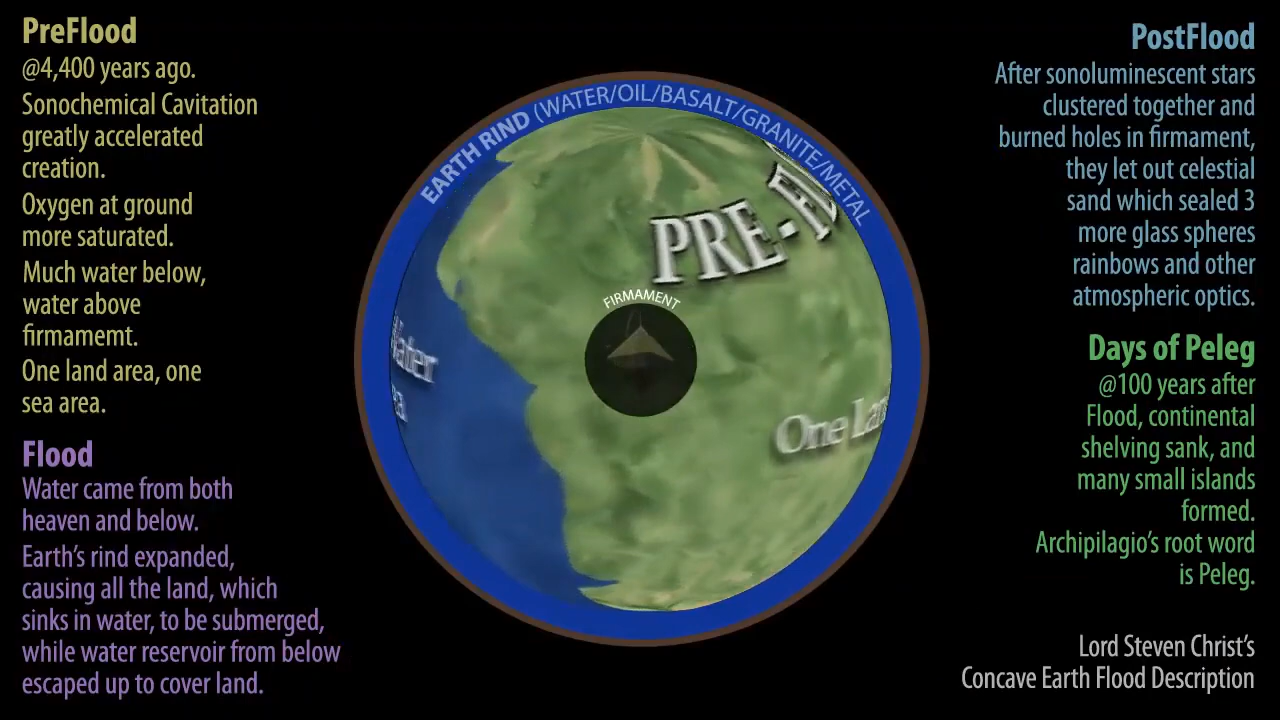 PreFlood
@4,400 years ago.
Sonochemical Cavitation
greatly accelerated
creation.
Oxygen at ground
more saturated.
Much water below,
water above
firmamemt.
One land area, one
sea area.
Flood
Water came from both
heaven and below.
Earth's rind expanded,
causing all the land, which
sinks in water, to be submerged,
while water reservoir from below
escaped up to cover land.
EARTH RIND (WATER/OIL/BASALT/GRANITE/METAL
PRE-
FIRMAMENT
One
PostFlood
After sonoluminescent stars
clustered together and
burned holes in firmament,
they let out celestial
sand which sealed 3
more glass spheres
rainbows and other
atmospheric optics.
Days of Peleg
@100 years after
Flood, continental
shelving sank, and
many small islands
formed.
Archipilagio's root word
is Peleg.
Lord Steven Christ's
Concave Earth Flood Description